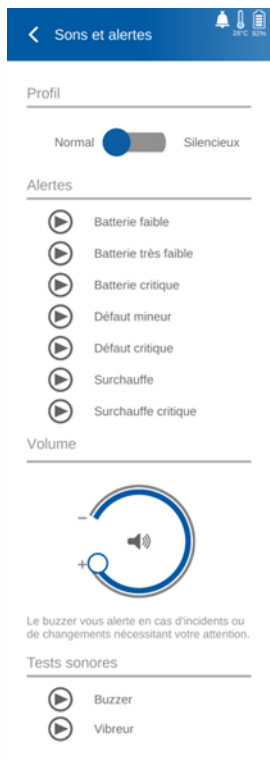 Sons et alertes
28°C 92%
Profil
Normal Silencieux
Alertes
Batterie faible
Batterie très faible
Batterie critique
Défaut mineur
Défaut critique
Surchauffe
Surchauffe critique
Volume
−
+
Le buzzer vous alerte en cas d'incidents ou
de changements nécessitant votre attention.
Tests sonores
Buzzer
Vibreur